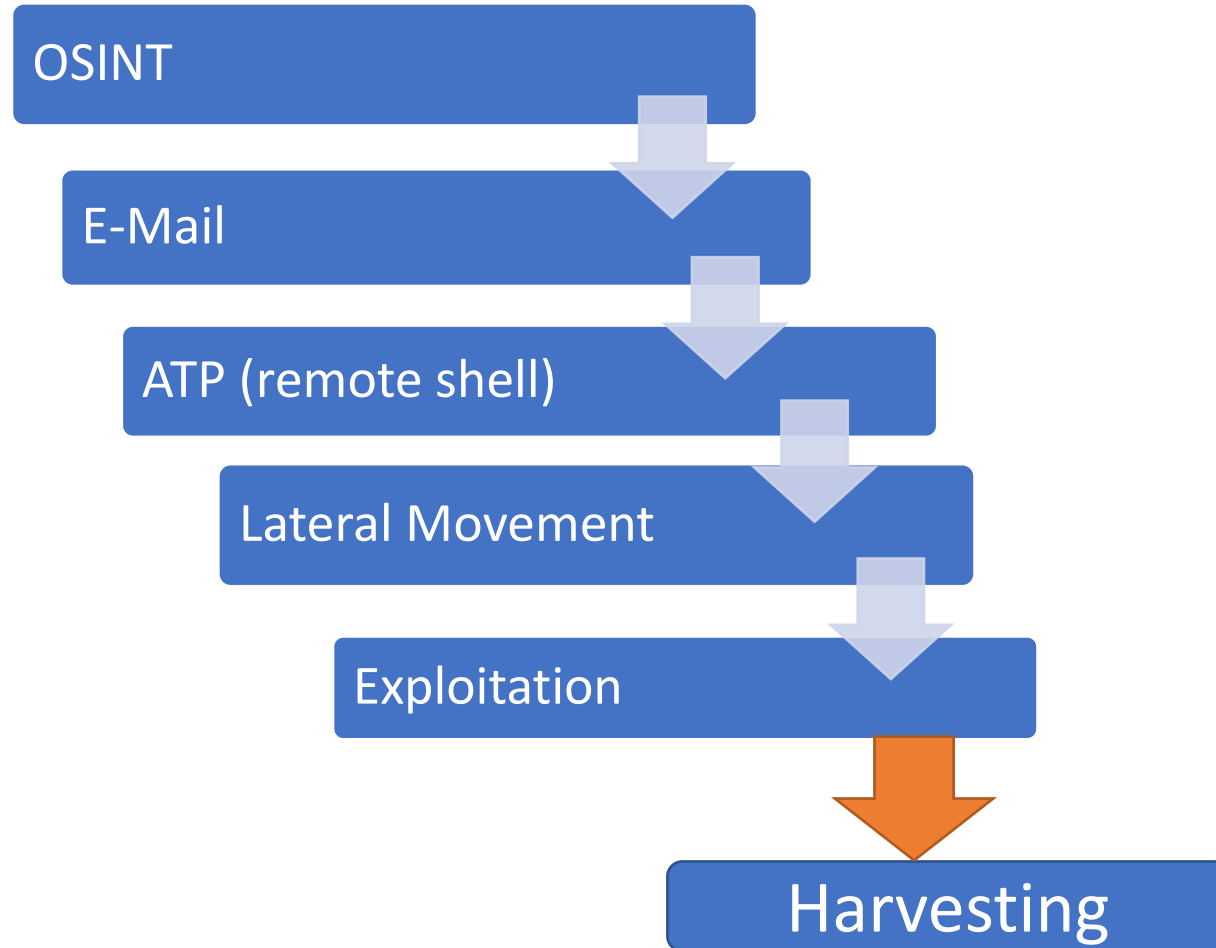 OSINT
E-Mail
ATP (remote shell)
Lateral Movement
Exploitation
Harvesting